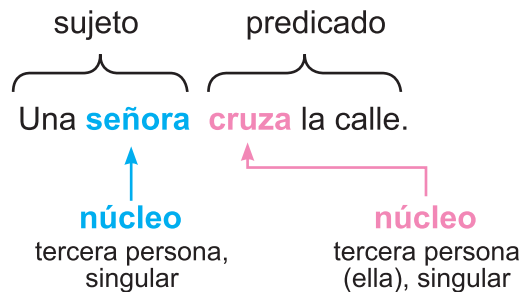 sujeto predicado
Una señora cruza la calle.
núcleo
tercera persona,
singular
núcleo
tercera persona
(ella), singular